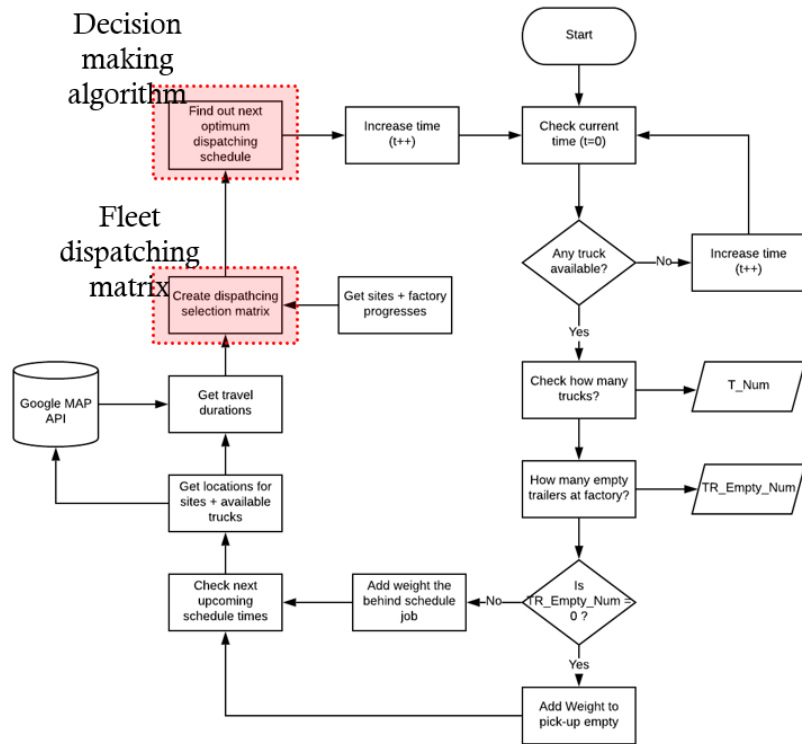 Decision
making
algorithm
Find out next
optimum
dispatching
schedule
Increase time
(t++)
Start
Check current
time (t=0)
Fleet
dispatching
matrix
Any truck
available?
No
Increase time
(t++)
Create dispathcing
selection matrix
Get sites + factory
progresses
Yes
Google MAP
API
Get travel
durations
Check how many
trucks?
T_Num
Get locations for
sites + available
trucks
How many empty
trailers at factory?
TR_Empty_Num
Check next
upcoming
schedule times
Add weight the
behind schedule
job
No
Is
TR_Empty_Num =
0 ?
Yes
Add Weight to
pick-up empty